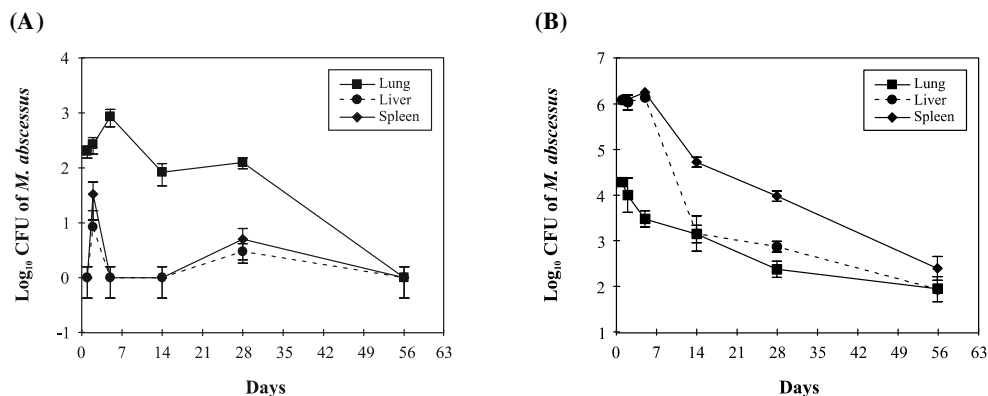 (A)
Log₁₀ CFU of M. abscessus
4
3
2
1
0
-1
Lung
Liver
Spleen
0 7 14 21 28 35 42 49 56 63
Days
(B)
Log₁₀ CFU of M. abscessus
7
6
5
4
3
2
1
Lung
Liver
Spleen
0 7 14 21 28 35 42 49 56 63
Days